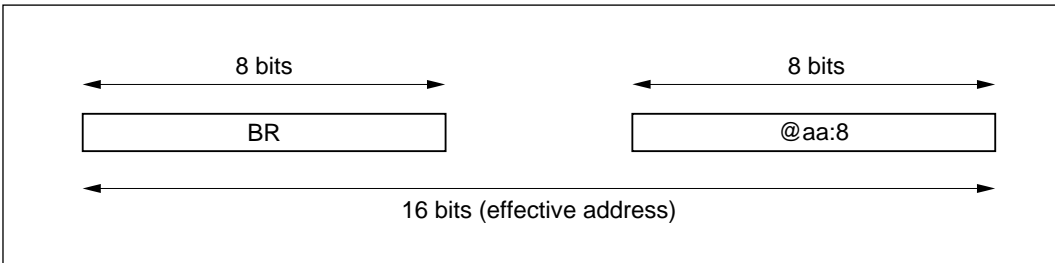 8 bits 8 bits
BR @aa:8
16 bits (effective address)